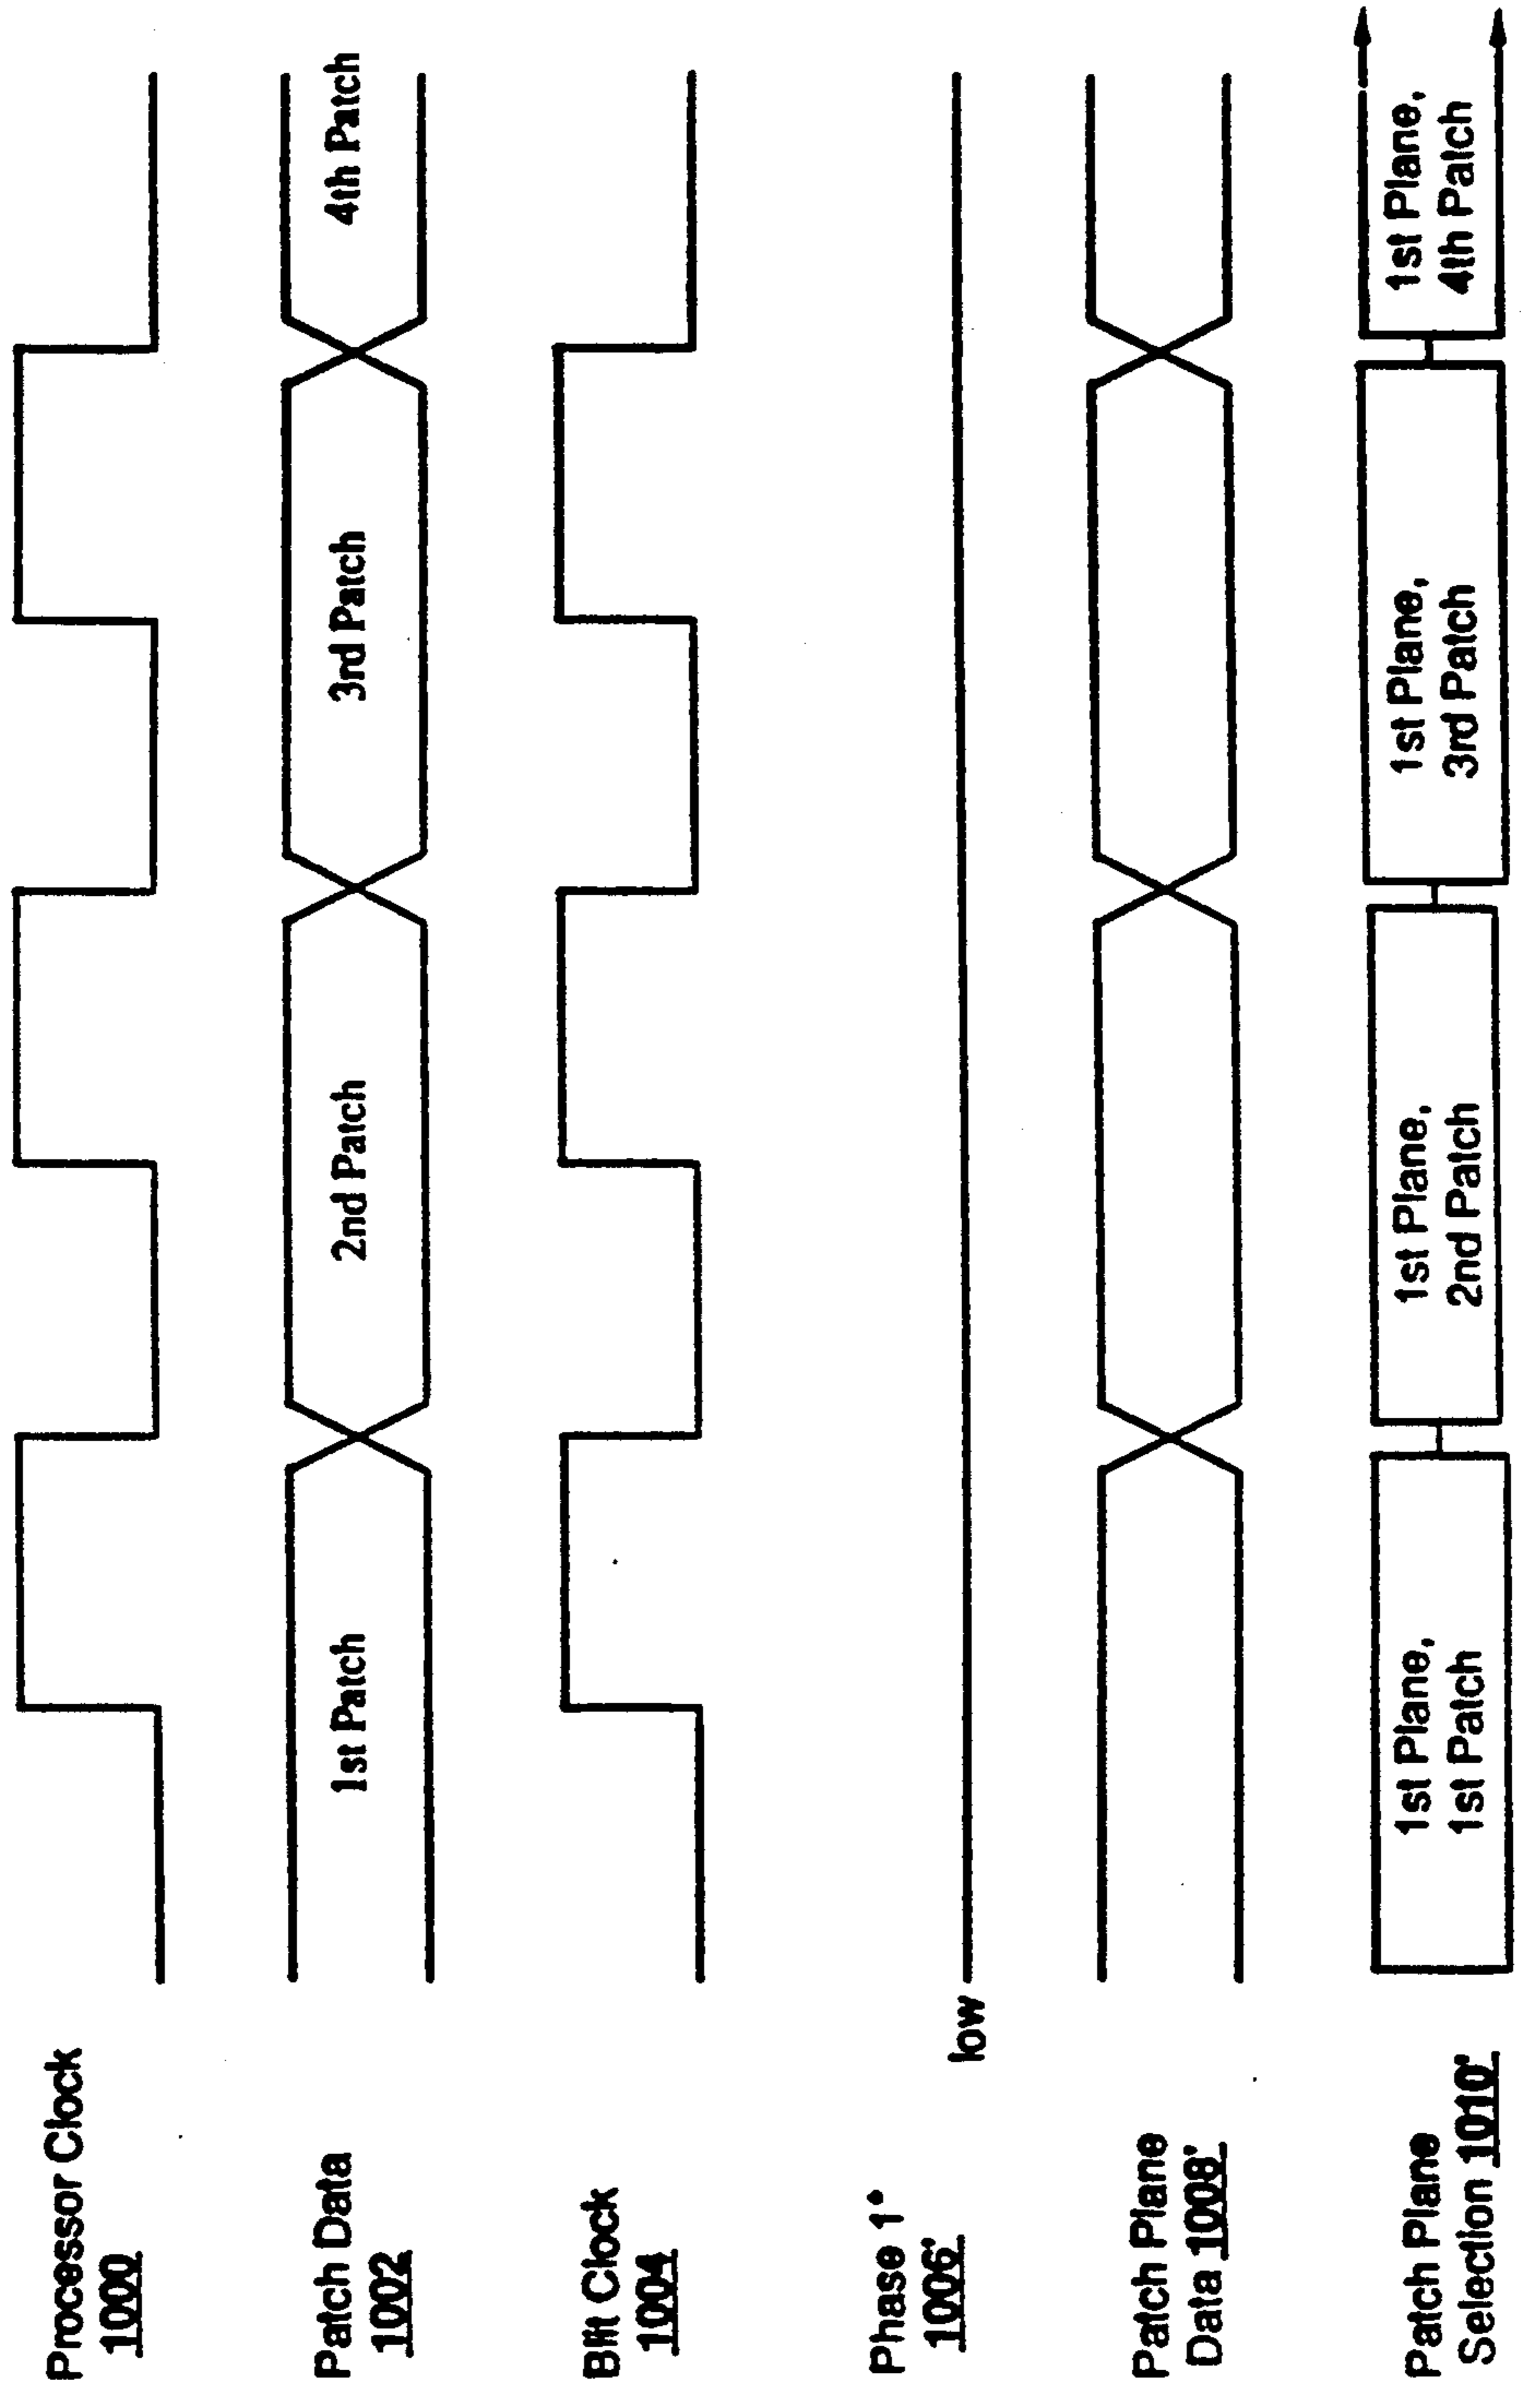 Processor Clock
1000
Patch Data
1002
1st Patch
2nd Patch
3rd Patch
4th Patch
Blit Clock
1004
Phase 1*
1006'
low
Patch Plane
Data 1008'
Patch Plane
Selection 1010'
1st Plane,
1st Patch
1st Plane,
2nd Patch
1st Plane,
3rd Patch
1st Plane,
4th Patch